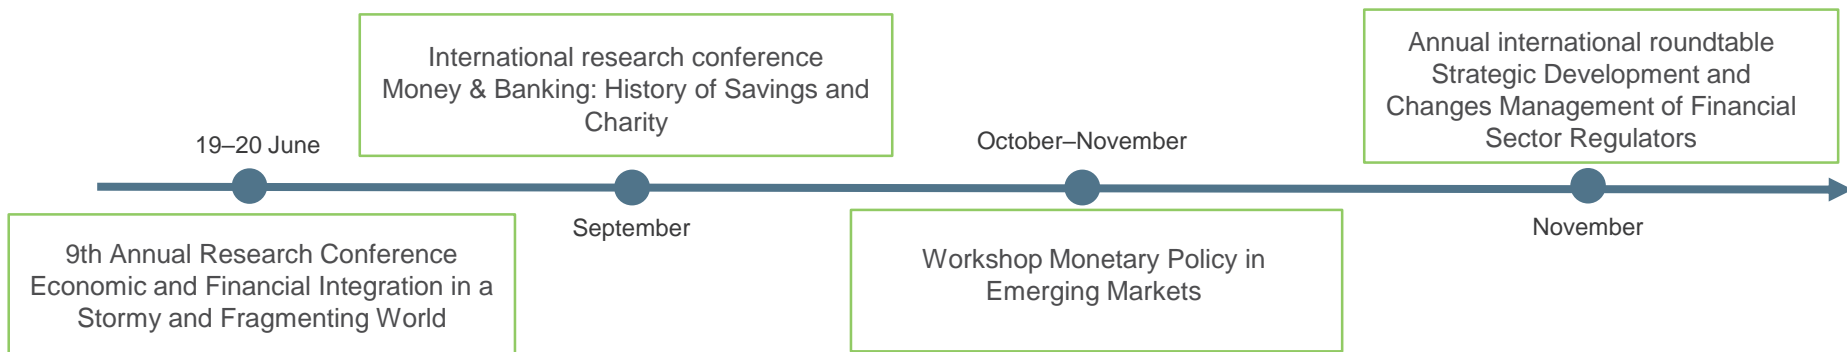 19–20 June
9th Annual Research Conference
Economic and Financial Integration in a
Stormy and Fragmenting World
International research conference
Money & Banking: History of Savings and
Charity
September
October–November
Workshop Monetary Policy in
Emerging Markets
Annual international roundtable
Strategic Development and
Changes Management of Financial
Sector Regulators
November